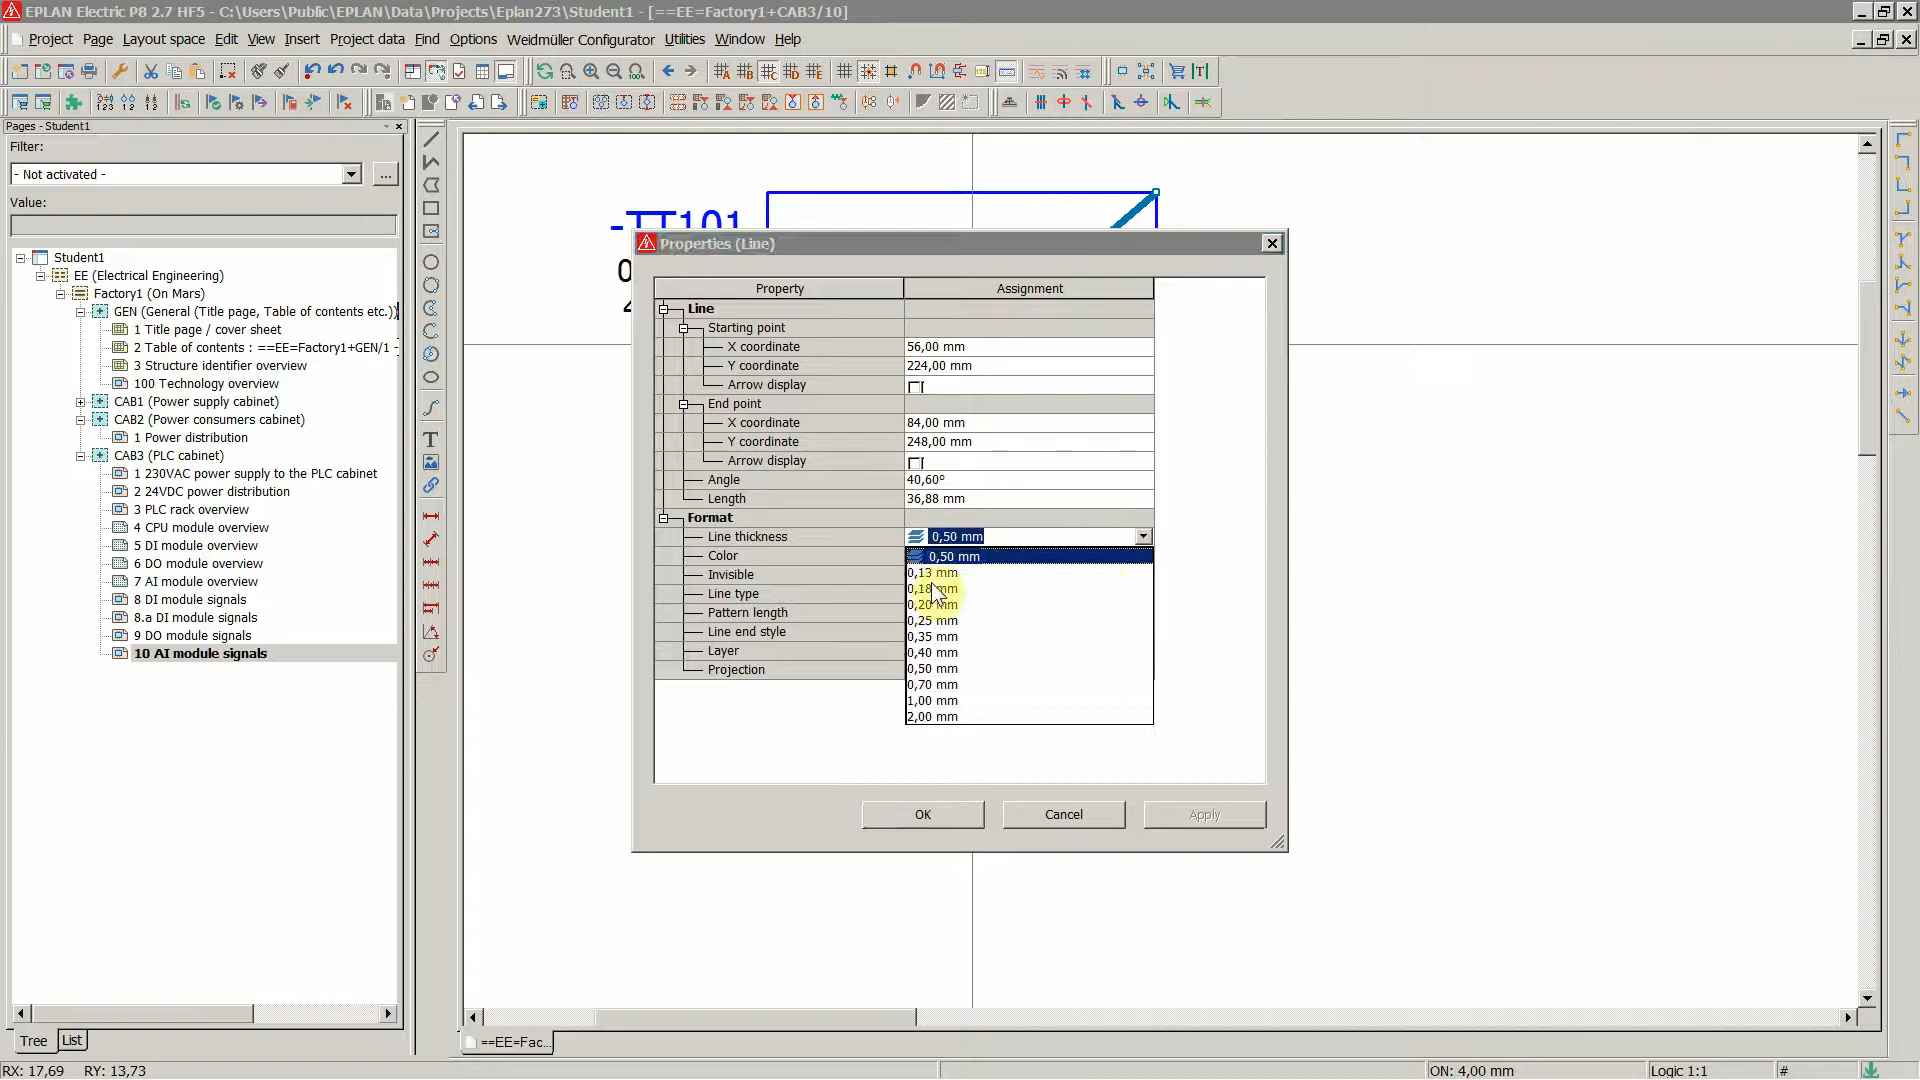 EPLAN Electric P8 2.7 HF5 - C:\Users\Public\EPLAN\Data\Projects\Eplan273\Student1 - [==EE=Factory1+CAB3/10]
Project Page Layout space Edit View Insert Project data Find Options Weidmüller Configurator Utilities Window Help
Pages - Student1
Filter:
- Not activated -
...
Value:
Student1
EE (Electrical Engineering)
Factory1 (On Mars)
GEN (General (Title page, Table of contents etc.))
1 Title page / cover sheet
2 Table of contents : ==EE=Factory1+GEN/1 -
3 Structure identifier overview
100 Technology overview
CAB1 (Power supply cabinet)
CAB2 (Power consumers cabinet)
1 Power distribution
CAB3 (PLC cabinet)
1 230VAC power supply to the PLC cabinet
2 24VDC power distribution
3 PLC rack overview
4 CPU module overview
5 DI module overview
6 DO module overview
7 AI module overview
8 DI module signals
8.a DI module signals
9 DO module signals
10 AI module signals
Tree List
-TT101
0
4
Properties (Line)
Property Assignment
Line
Starting point
X coordinate 56,00 mm
Y coordinate 224,00 mm
Arrow display
End point
X coordinate 84,00 mm
Y coordinate 248,00 mm
Arrow display
Angle 40,60°
Length 36,88 mm
Format
Line thickness 0,50 mm
Color
Invisible
Line type
Pattern length
Line end style
Layer
Projection
0,50 mm
0,13 mm
0,18 mm
0,20 mm
0,25 mm
0,35 mm
0,40 mm
0,50 mm
0,70 mm
1,00 mm
2,00 mm
OK Cancel Apply
==EE=Fac...
RX: 17,69 RY: 13,73
ON: 4,00 mm
Logic 1:1
#